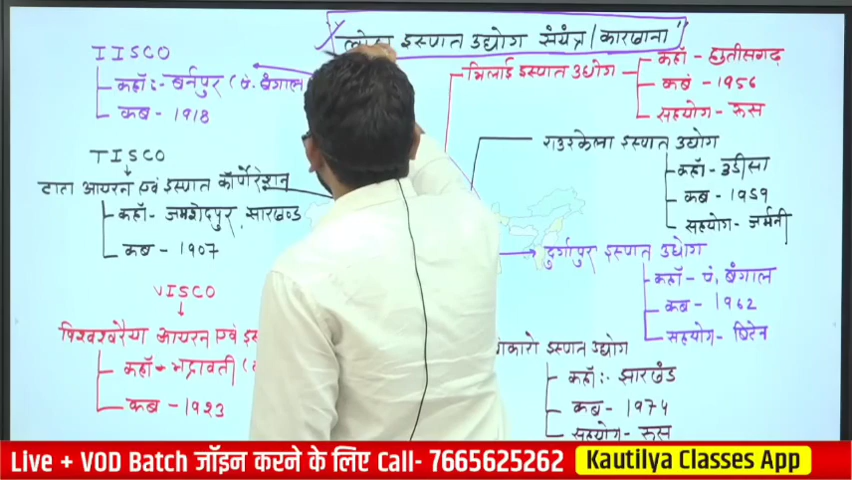 लोहा इस्पात उद्योग संयंत्र/कारखाना
IISCO
कहाँ:- बर्नपुर (पं. बंगाल
कब - 1918
TISCO
टाटा आयरन एवं इस्पात कॉर्पोरेशन
कहाँ - जमशेदपुर, झारखण्ड
कब - 1907
VISCO
आयरन एवं
कहाँ - भद्रावती (
कब - 1923
भिलाई इस्पात उद्योग
कहाँ - छत्तीसगढ़
कब - 1956
सहयोग - रूस
राउरकेला इस्पात उद्योग
कहाँ - उडीसा
कब - 1959
सहयोग - जर्मनी
दुर्गापुर इस्पात उद्योग
कहाँ - पं. बंगाल
कब - 1962
सहयोग - ब्रिटेन
इस्पात उद्योग
कहाँ:- झारखंड
कब - 1974
सहयोग - रूस
Live + VOD Batch जॉइन करने के लिए Call- 7665625262
Kautilya Classes App